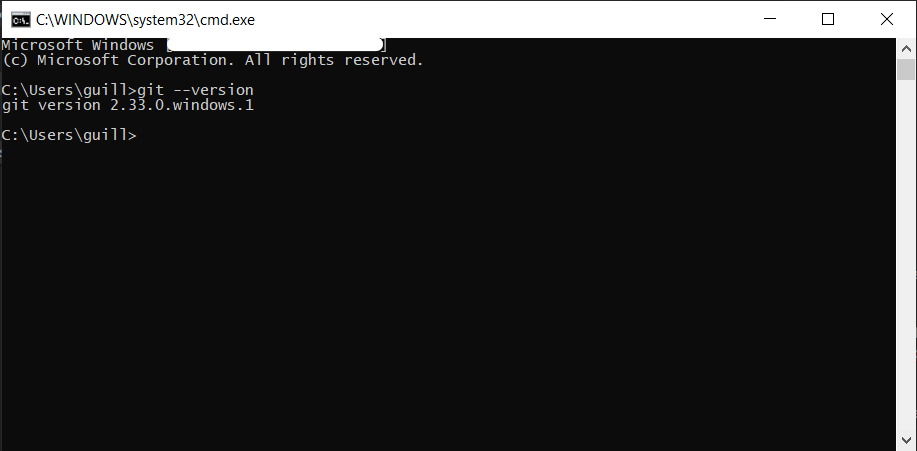 C:\WINDOWS\system32\cmd.exe
Microsoft Windows [ ]
(c) Microsoft Corporation. All rights reserved.
C:\Users\guill>git --version
git version 2.33.0.windows.1
C:\Users\guill>